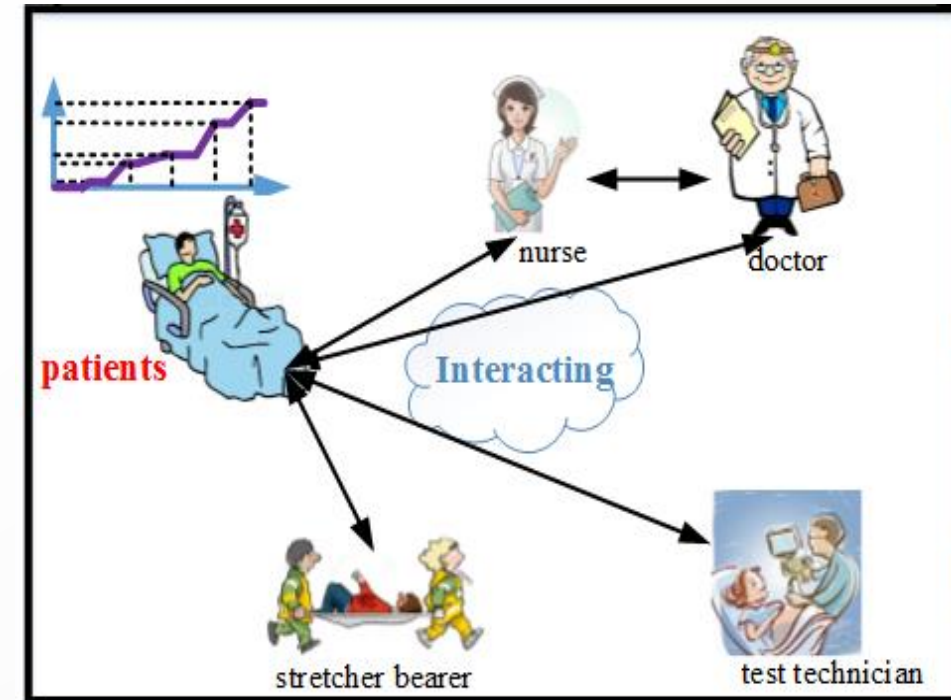 nurse
doctor
patients
Interacting
stretcher bearer
test technician